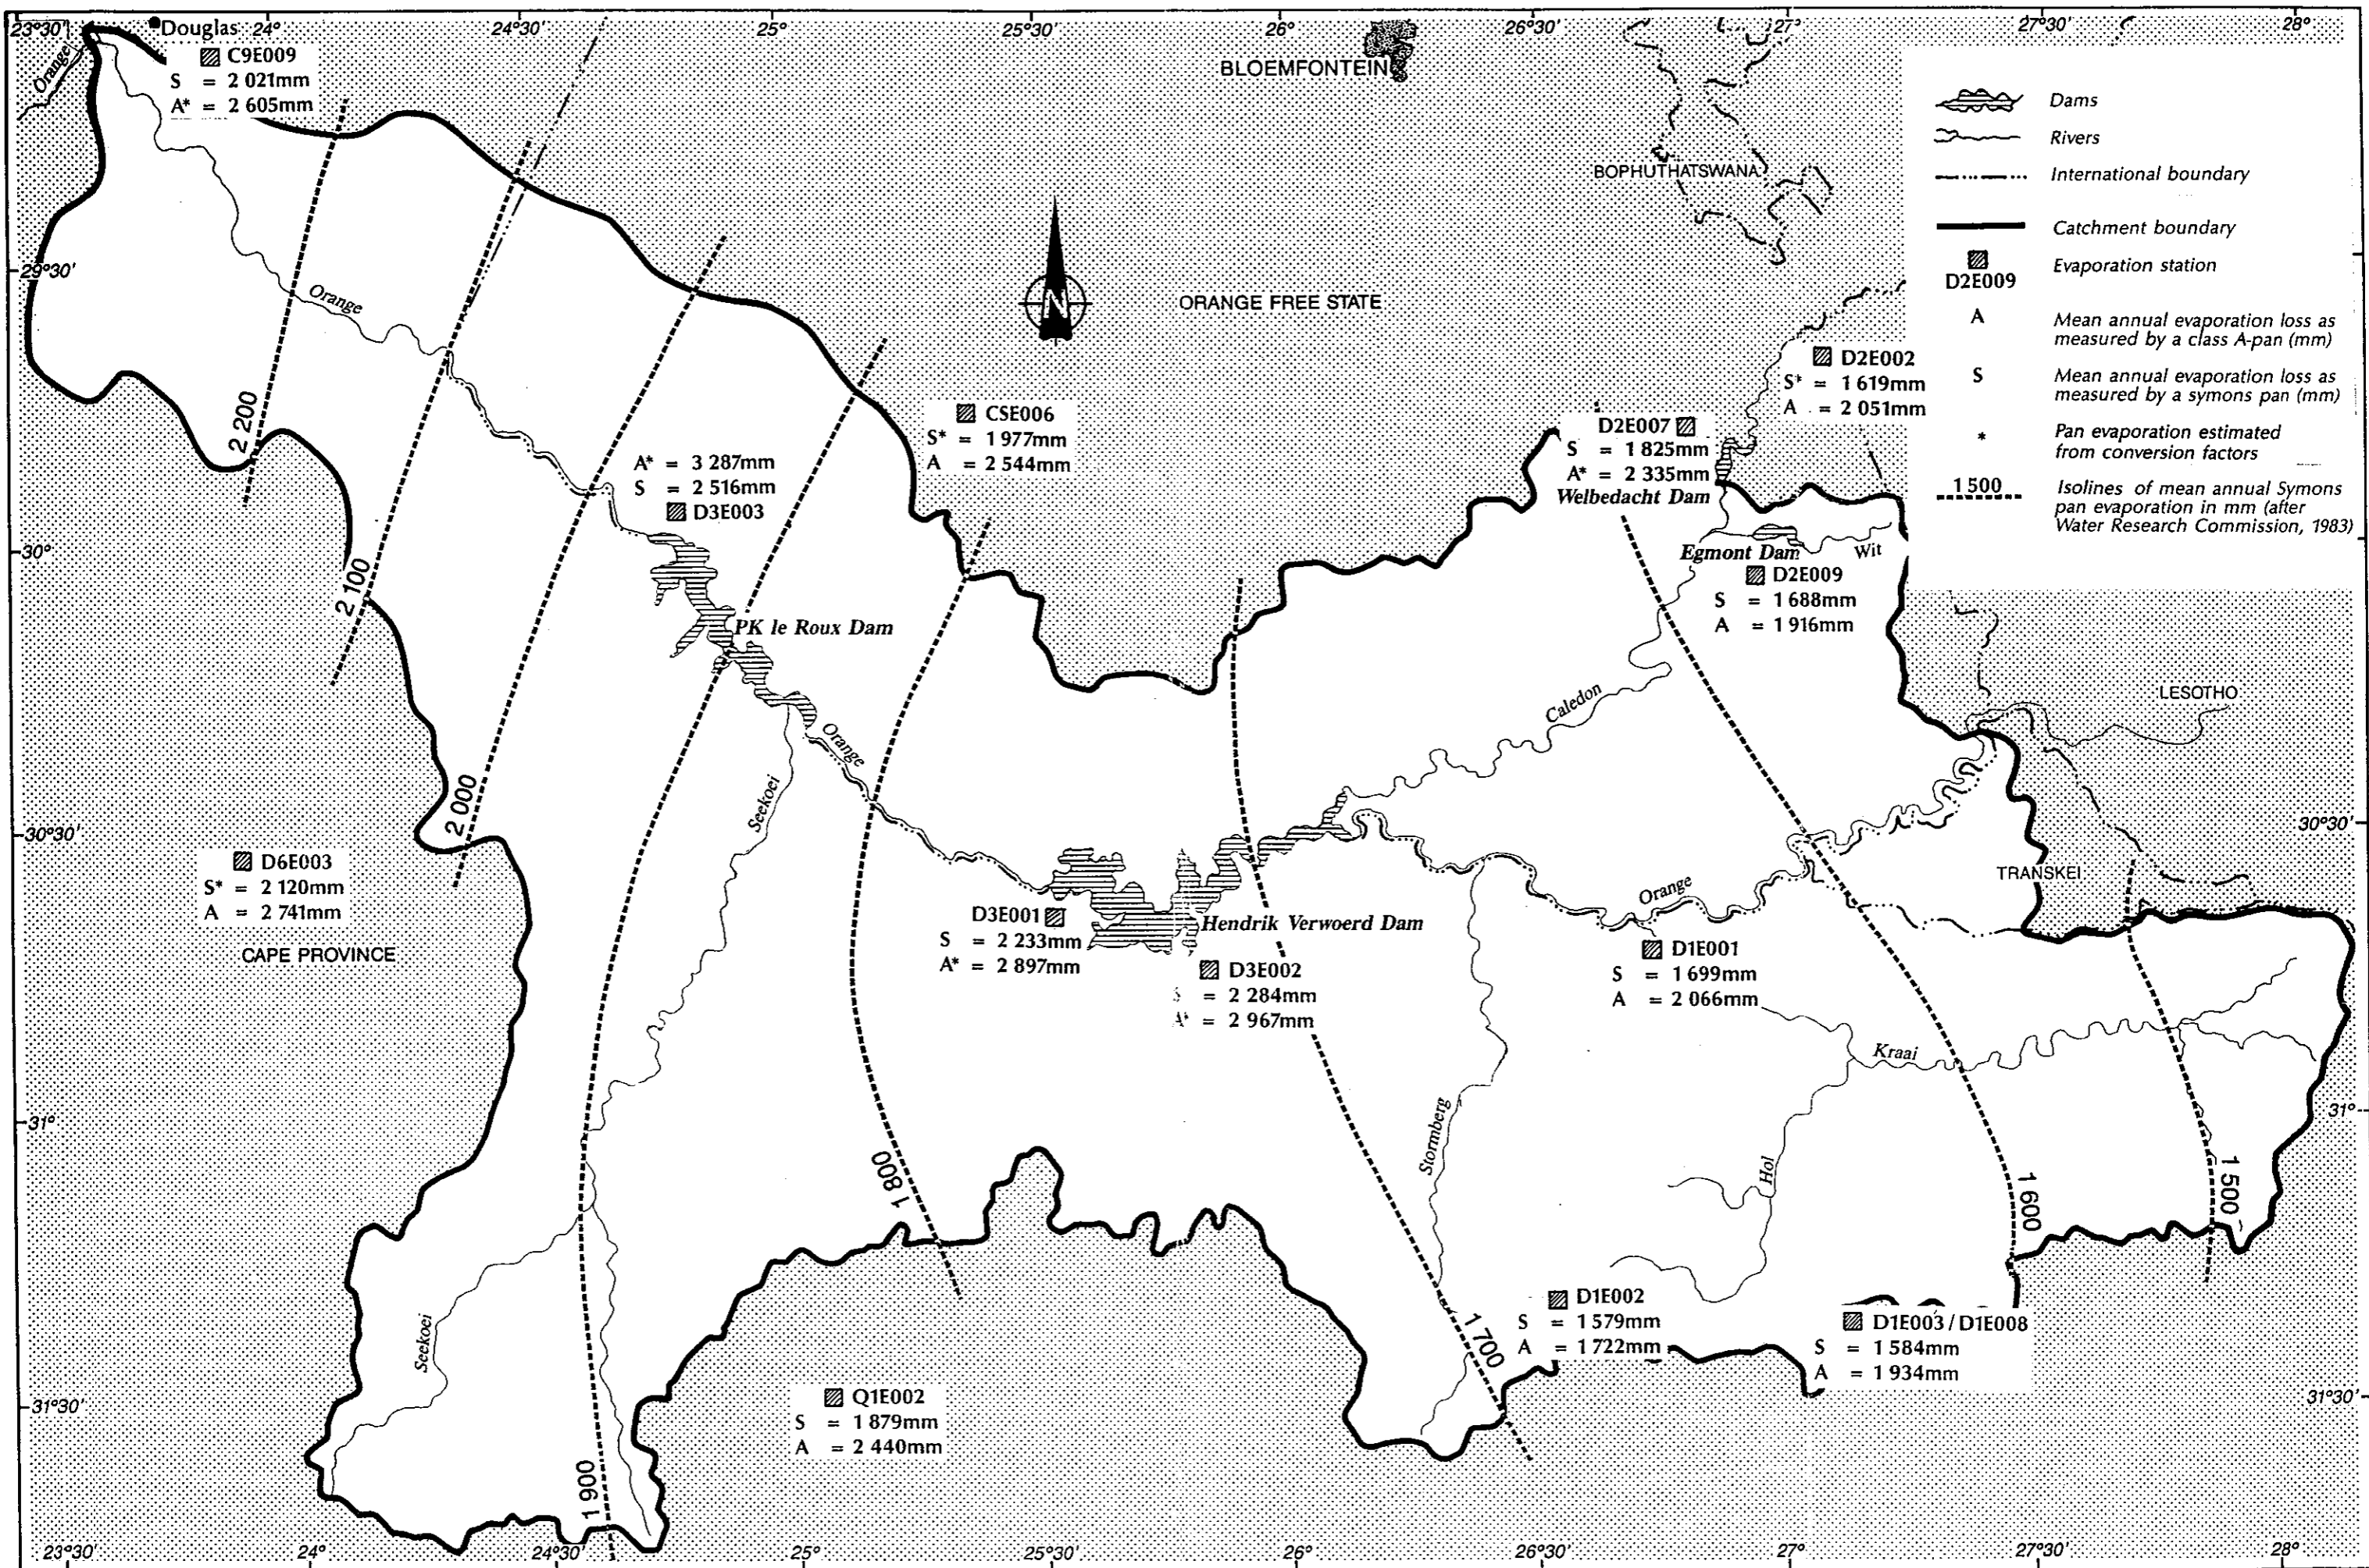 23°30'
24°
24°30'
25°
25°30'
26°
26°30'
27°
27°30'
28°
Douglas
Orange
C9E009
S = 2 021mm
A* = 2 605mm
BLOEMFONTEIN
BOPHUTHATSWANA
Dams
Rivers
International boundary
Catchment boundary
Evaporation station
D2E009
A
Mean annual evaporation loss as
measured by a class A-pan (mm)
S
Mean annual evaporation loss as
measured by a symons pan (mm)
*
Pan evaporation estimated
from conversion factors
1 500
Isolines of mean annual Symons
pan evaporation in mm (after
Water Research Commission, 1983)
29°30'
Orange
N
ORANGE FREE STATE
D2E002
S* = 1 619mm
A = 2 051mm
2 200
CSE006
S* = 1 977mm
A = 2 544mm
D2E007
S = 1 825mm
A* = 2 335mm
Welbedacht Dam
A* = 3 287mm
S = 2 516mm
D3E003
30°
Egmont Dam
Wit
D2E009
S = 1 688mm
A = 1 916mm
2 100
PK le Roux Dam
LESOTHO
Caledon
Orange
Seekoei
2 000
30°30'
30°30'
D6E003
S* = 2 120mm
A = 2 741mm
CAPE PROVINCE
TRANSKEI
Orange
D3E001
S = 2 233mm
A* = 2 897mm
Hendrik Verwoerd Dam
D3E002
S = 2 284mm
A* = 2 967mm
D1E001
S = 1 699mm
A = 2 066mm
Kraai
31°
31°
Stormberg
Hol
1 800
1 600
1 500
Seekoei
1 700
D1E002
S = 1 579mm
A = 1 722mm
D1E003 / D1E008
S = 1 584mm
A = 1 934mm
Q1E002
S = 1 879mm
A = 2 440mm
31°30'
31°30'
1 900
23°30'
24°
24°30'
25°
25°30'
26°
26°30'
27°
27°30'
28°